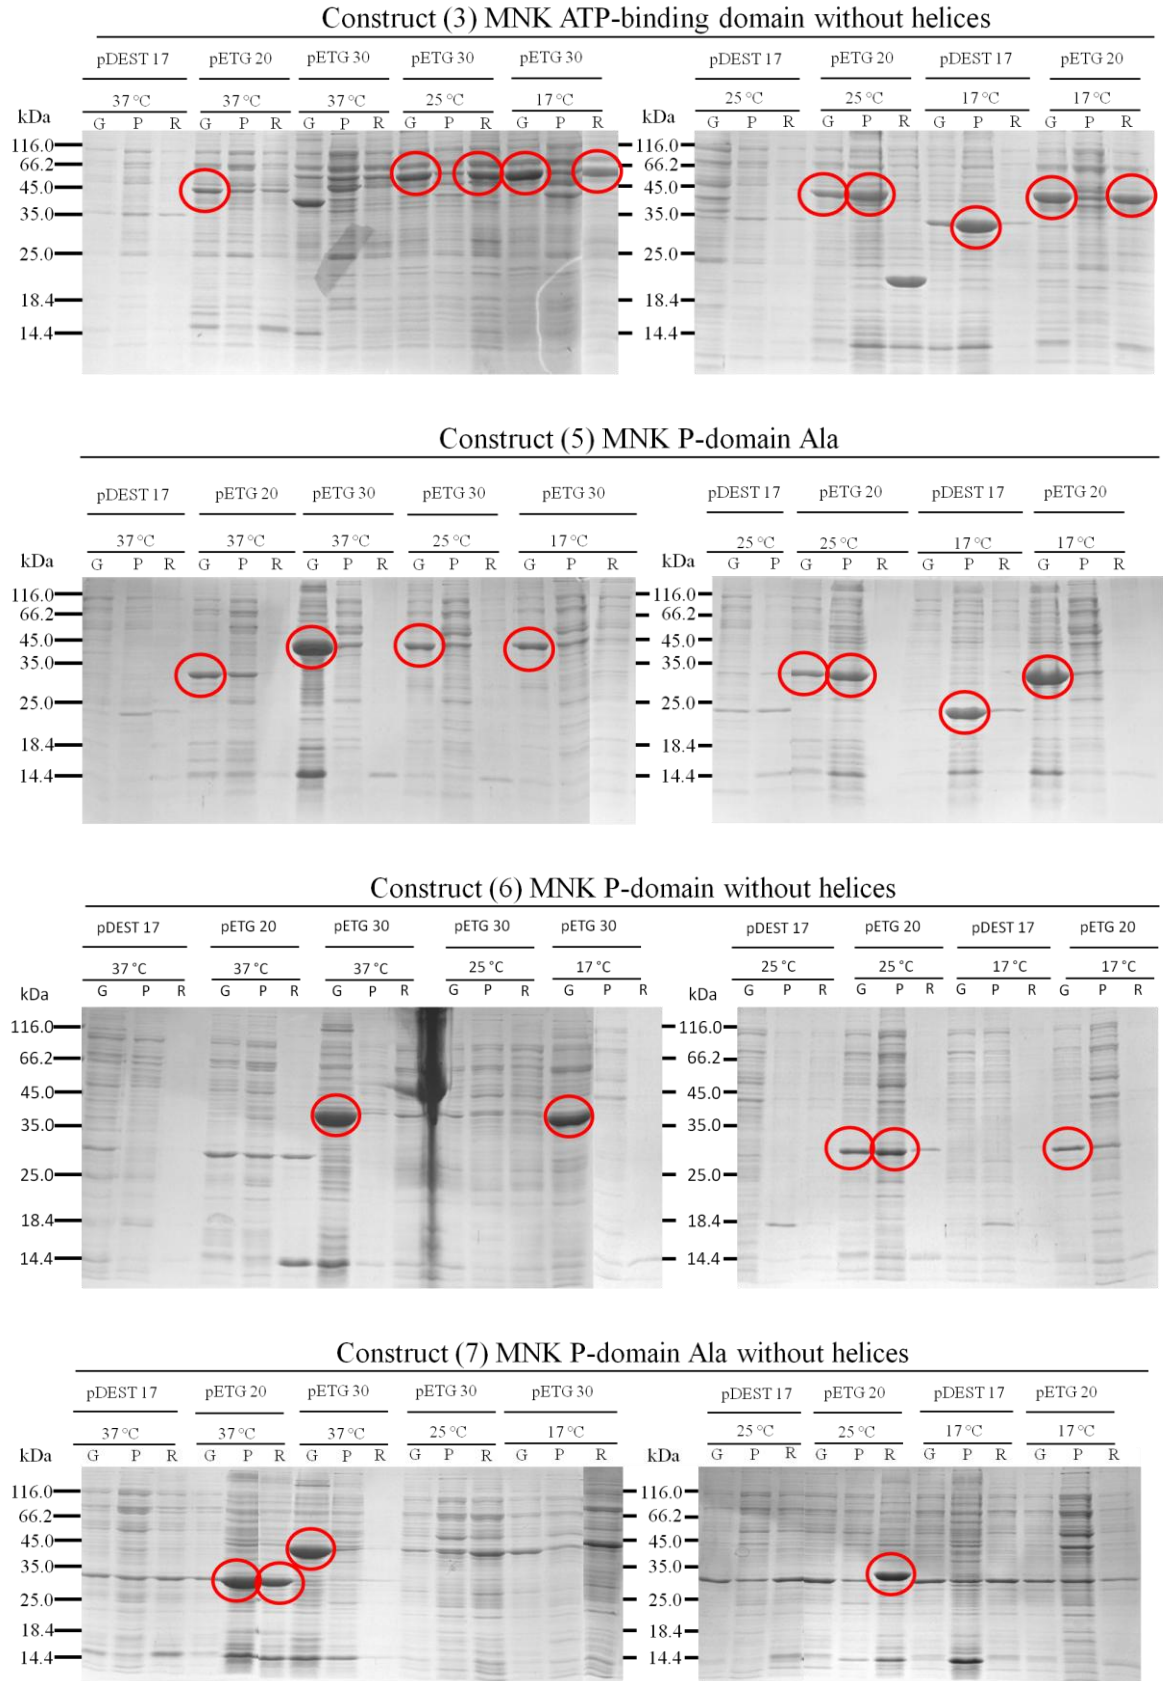 Construct (3) MNK ATP-binding domain without helices
pDEST 17 pETG 20 pETG 30 pETG 30 pETG 30 pDEST 17 pETG 20 pDEST 17 pETG 20
37 °C 37 °C 37 °C 25 °C 17 °C 25 °C 25 °C 17 °C 17 °C
kDa G P R G P R G P R G P R G P R kDa G P R G P R G P R G P R
116.0 116.0
66.2 66.2
45.0 45.0
35.0 35.0
25.0 25.0
18.4 18.4
14.4 14.4
Construct (5) MNK P-domain Ala
pDEST 17 pETG 20 pETG 30 pETG 30 pETG 30 pDEST 17 pETG 20 pDEST 17 pETG 20
37 °C 37 °C 37 °C 25 °C 17 °C 25 °C 25 °C 17 °C 17 °C
kDa G P R G P R G P R G P R G P R kDa G P G P R G P R G P R
116.0 116.0
66.2 66.2
45.0 45.0
35.0 35.0
25.0 25.0
18.4 18.4
14.4 14.4
Construct (6) MNK P-domain without helices
pDEST 17 pETG 20 pETG 30 pETG 30 pETG 30 pDEST 17 pETG 20 pDEST 17 pETG 20
37 °C 37 °C 37 °C 25 °C 17 °C 25 °C 25 °C 17 °C 17 °C
kDa G P R G P R G P R G P R G P R kDa G P R G P R G P R G P R
116.0 116.0
66.2 66.2
45.0 45.0
35.0 35.0
25.0 25.0
18.4 18.4
14.4 14.4
Construct (7) MNK P-domain Ala without helices
pDEST 17 pETG 20 pETG 30 pETG 30 pETG 30 pDEST 17 pETG 20 pDEST 17 pETG 20
37 °C 37 °C 37 °C 25 °C 17 °C 25 °C 25 °C 17 °C 17 °C
kDa G P R G P R G P R G P R G P R kDa G P R G P R G P R G P R
116.0 116.0
66.2 66.2
45.0 45.0
35.0 35.0
25.0 25.0
18.4 18.4
14.4 14.4